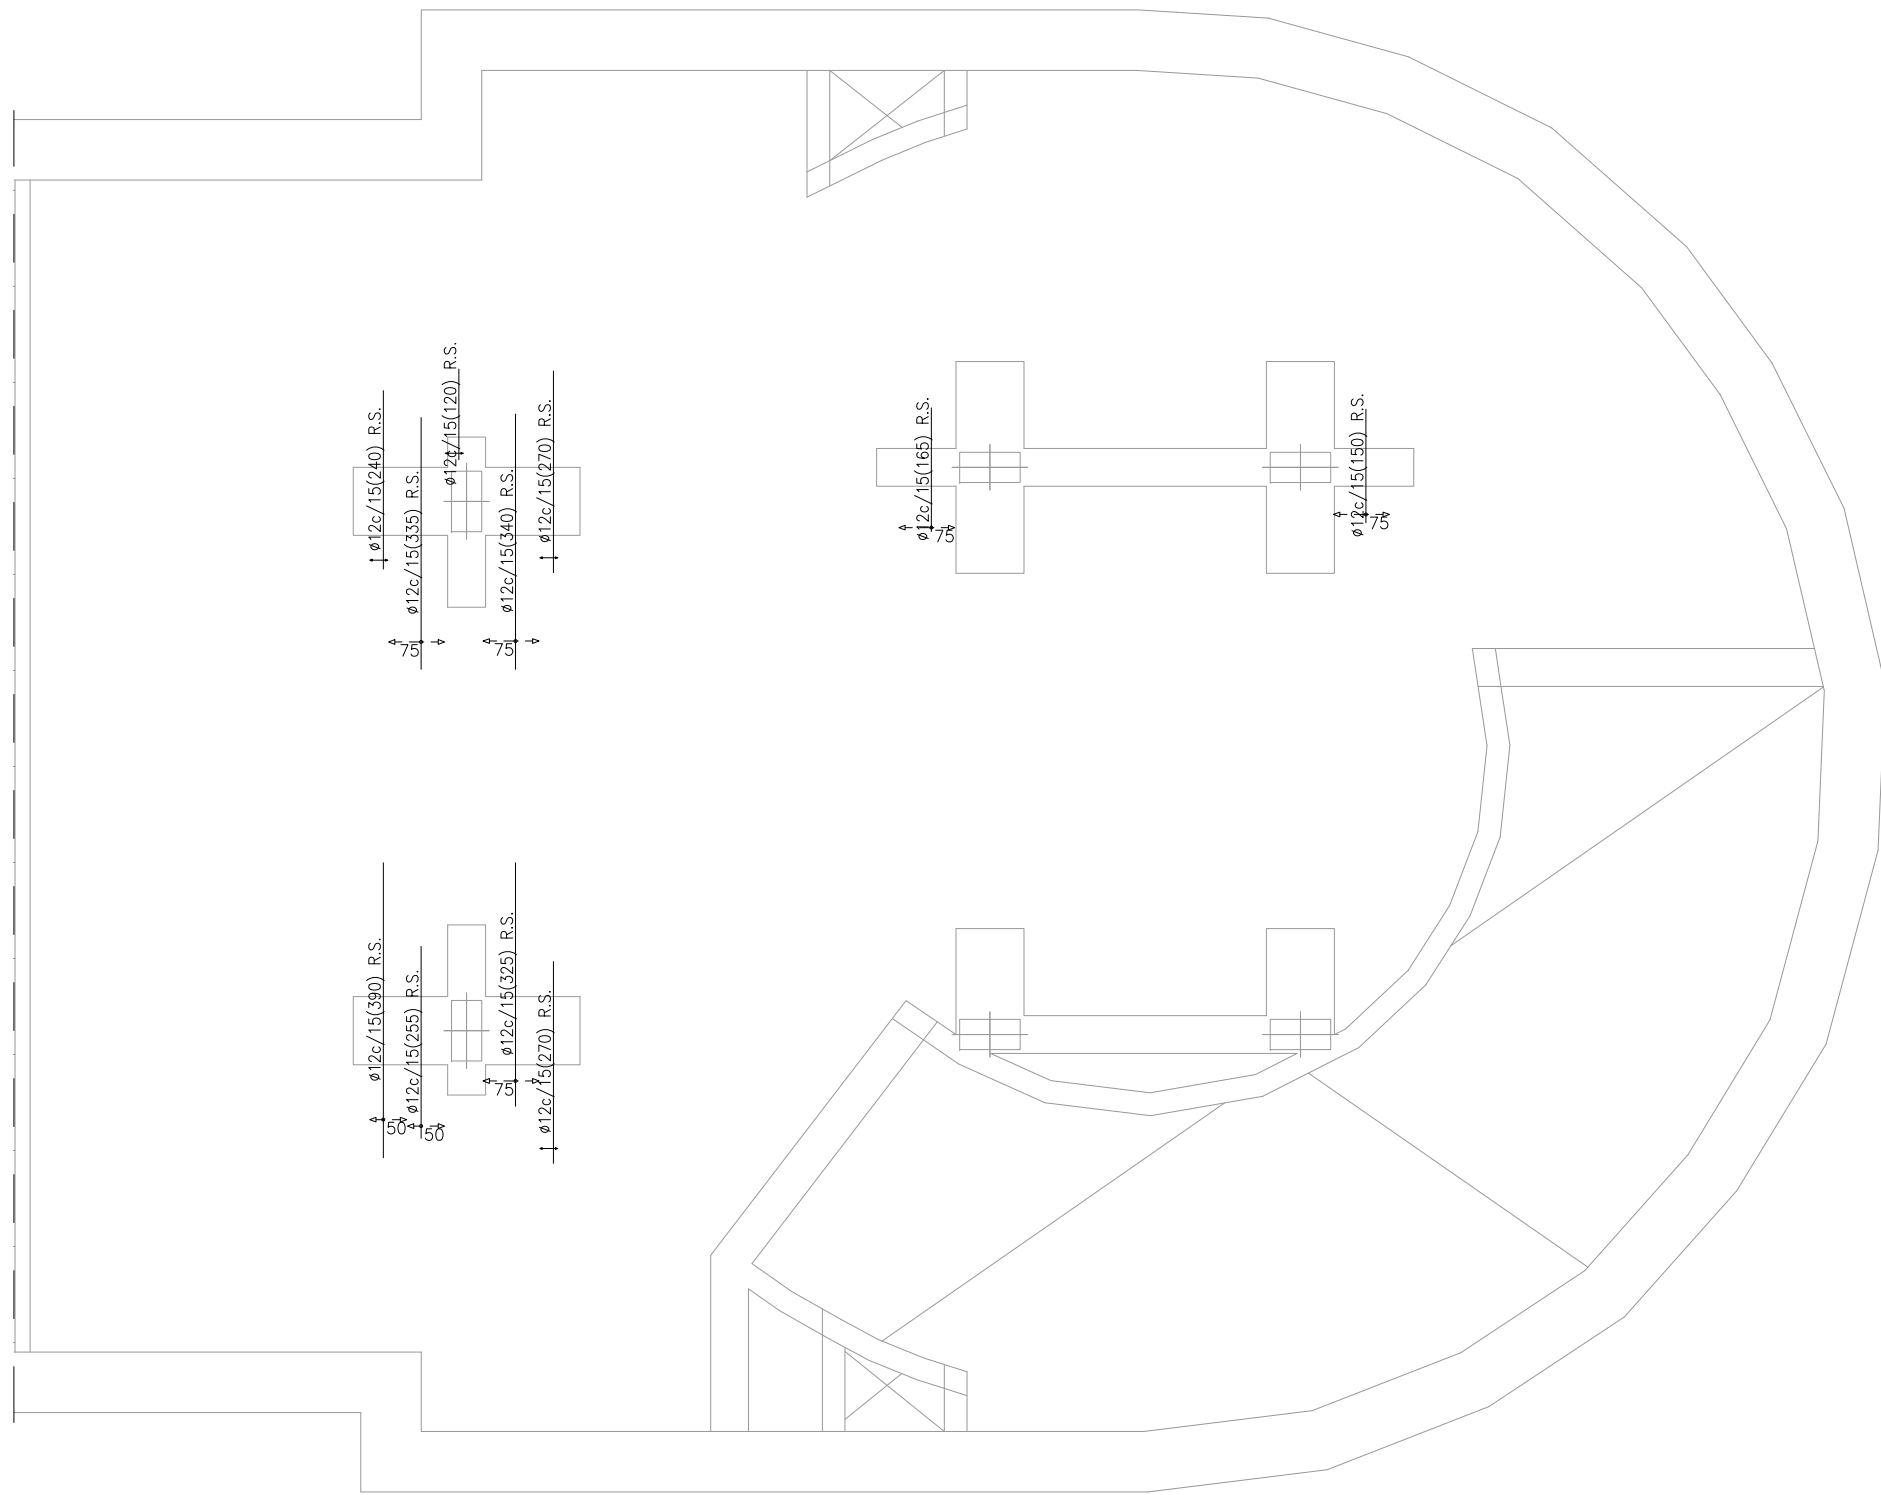 ø12c/15(240) R.S.
ø12c/15(335) R.S.
75
ø12c/15(120) R.S.
ø12c/15(340) R.S.
75
ø12c/15(270) R.S.
ø12c/15(165) R.S.
75
ø12c/15(150) R.S.
75
ø12c/15(390) R.S.
50
ø12c/15(255) R.S.
50
ø12c/15(325) R.S.
75
ø12c/15(270) R.S.